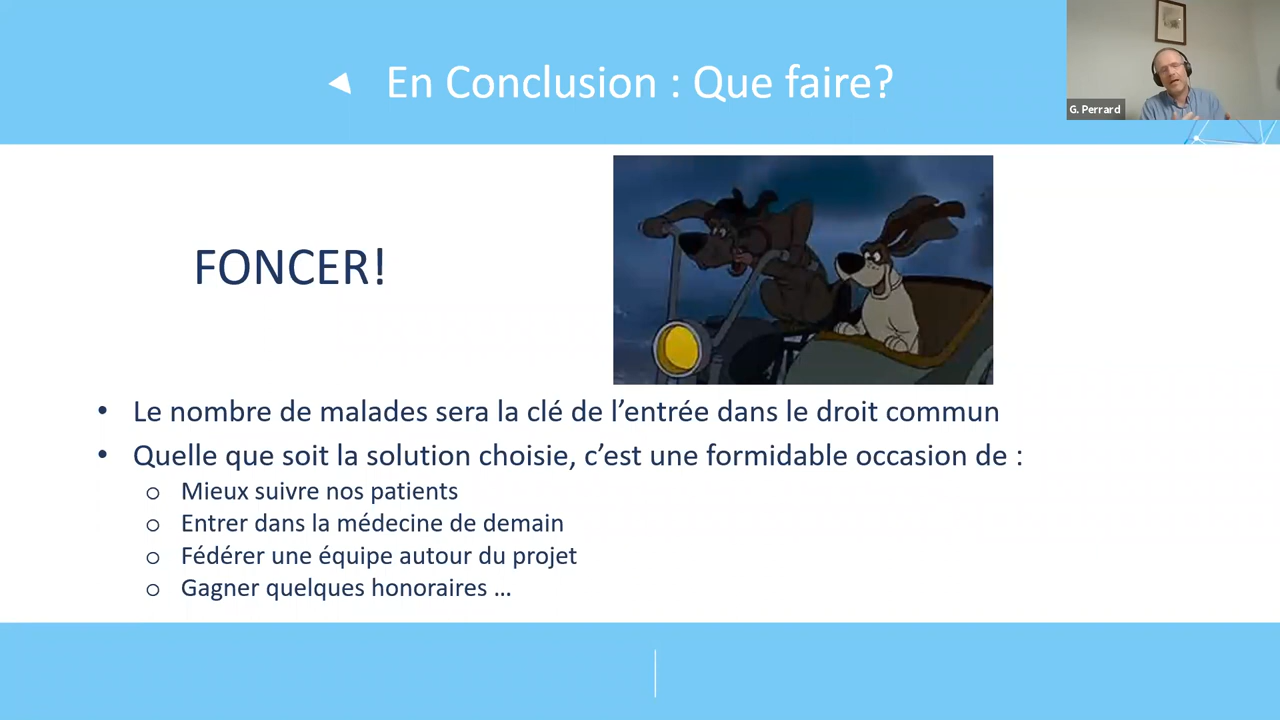 En Conclusion : Que faire?
G. Perrard
FONCER!
• Le nombre de malades sera la clé de l’entrée dans le droit commun
• Quelle que soit la solution choisie, c’est une formidable occasion de :
o Mieux suivre nos patients
o Entrer dans la médecine de demain
o Fédérer une équipe autour du projet
o Gagner quelques honoraires …